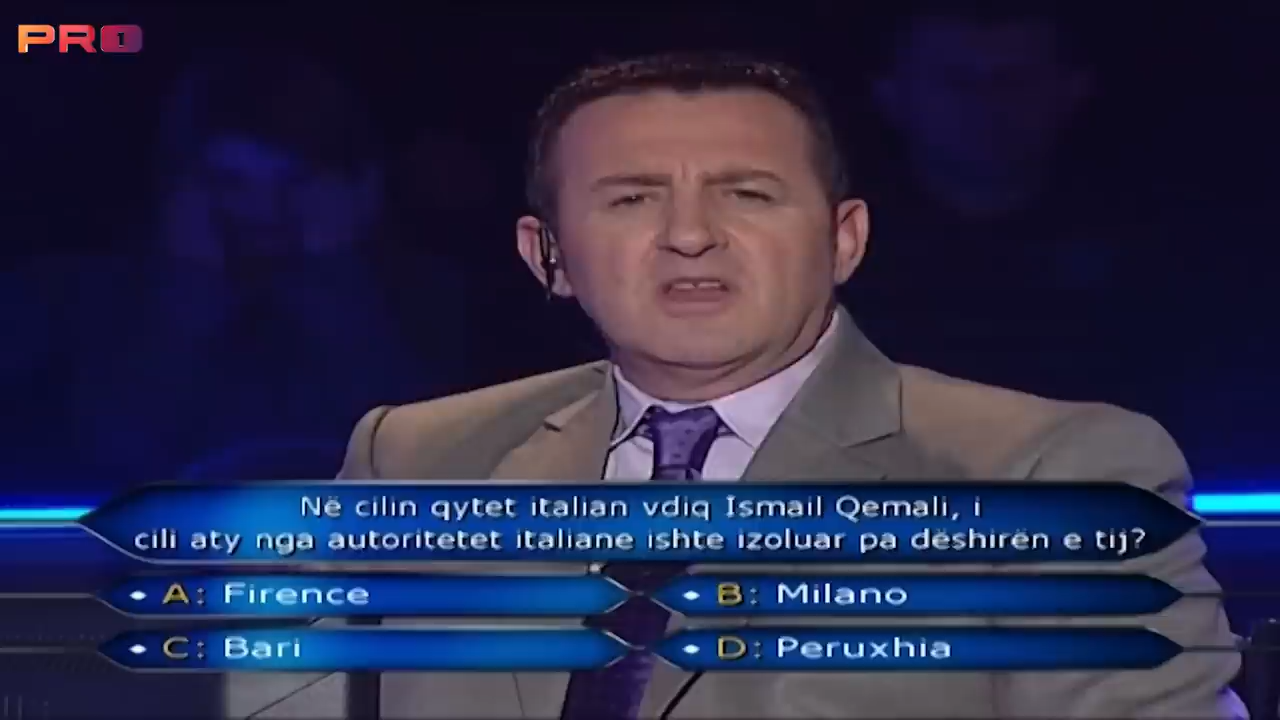 PRO1
Në cilin qytet italian vdiq Ismail Qemali, i
cili aty nga autoritetet italiane ishte izoluar pa dëshirën e tij?
A: Firence
B: Milano
C: Bari
D: Peruxhia